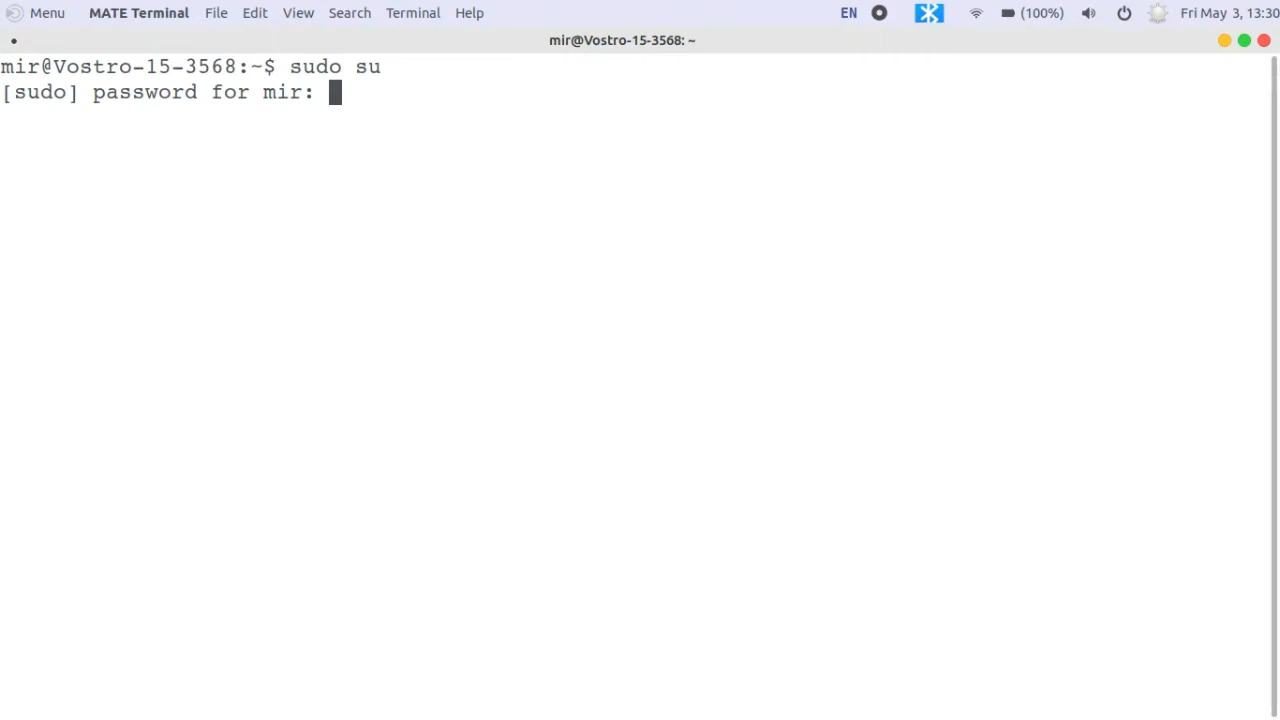 Menu MATE Terminal File Edit View Search Terminal Help EN (100%) Fri May 3, 13:30
mir@Vostro-15-3568: ~
mir@Vostro-15-3568:~$ sudo su
[sudo] password for mir: